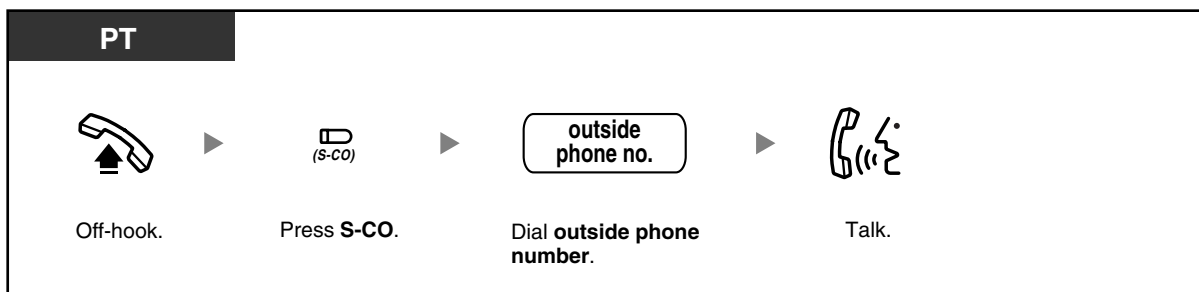 PT
(S-CO)
outside
phone no.
Off-hook.
Press S-CO.
Dial outside phone
number.
Talk.